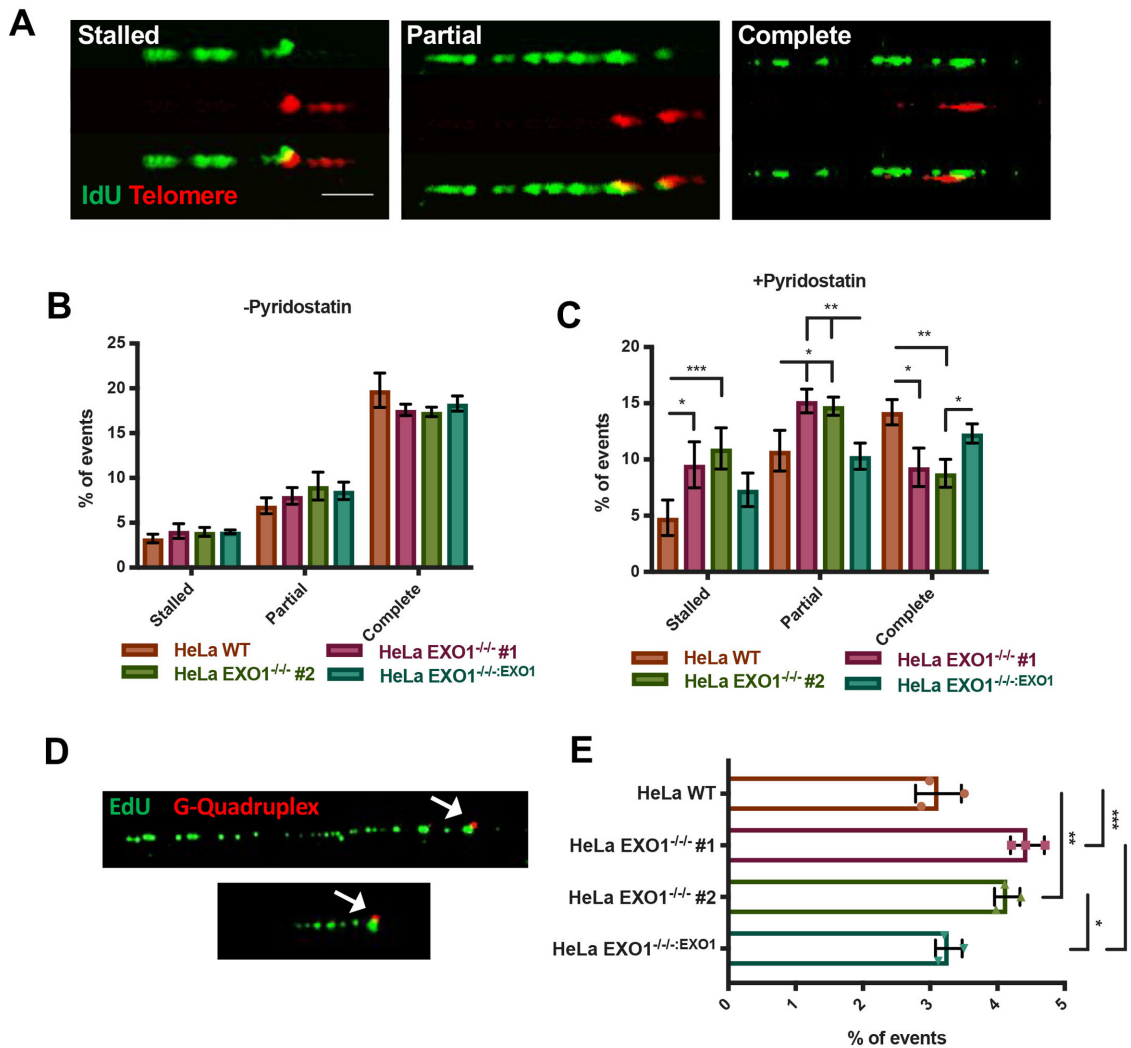 A
Stalled
Partial
Complete
IdU Telomere
B
-Pyridostatin
% of events
25
20
15
10
5
0
Stalled
Partial
Complete
HeLa WT
HeLa EXO1-/-/- #1
HeLa EXO1-/-/- #2
HeLa EXO1-/-/-:EXO1
C
+Pyridostatin
% of events
20
15
10
5
0
***
*
**
*
**
*
*
Stalled
Partial
Complete
HeLa WT
HeLa EXO1-/-/- #1
HeLa EXO1-/-/- #2
HeLa EXO1-/-/-:EXO1
D
EdU G-Quadruplex
E
HeLa WT
HeLa EXO1-/-/- #1
HeLa EXO1-/-/- #2
HeLa EXO1-/-/-:EXO1
**
***
*
*
0
1
2
3
4
5
% of events